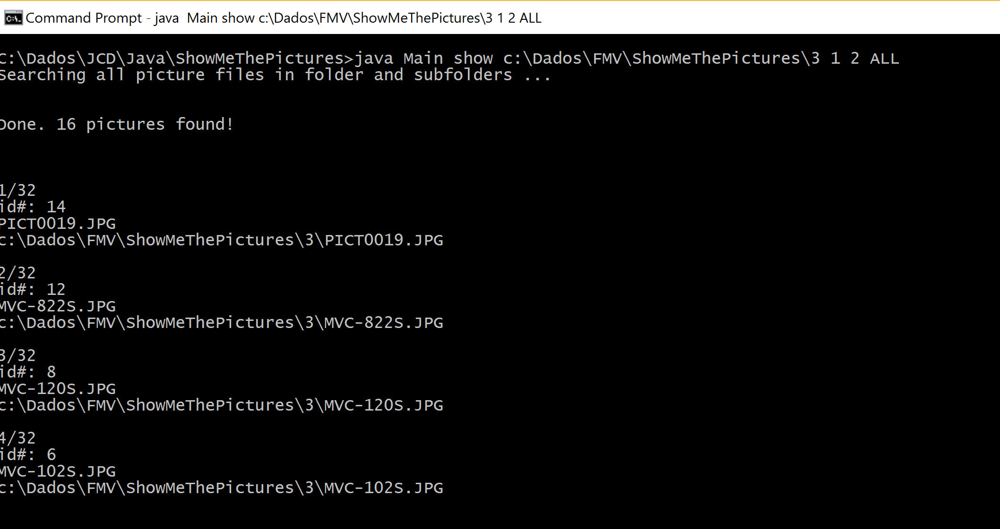 Command Prompt - java  Main show c:\Dados\FMV\ShowMeThePictures\3 1 2 ALL
C:\Dados\JCD\Java\ShowMeThePictures>java Main show c:\Dados\FMV\ShowMeThePictures\3 1 2 ALL
Searching all picture files in folder and subfolders ...
Done. 16 pictures found!
1/32
id#: 14
PICT0019.JPG
c:\Dados\FMV\ShowMeThePictures\3\PICT0019.JPG
2/32
id#: 12
MVC-822S.JPG
c:\Dados\FMV\ShowMeThePictures\3\MVC-822S.JPG
3/32
id#: 8
MVC-120S.JPG
c:\Dados\FMV\ShowMeThePictures\3\MVC-120S.JPG
4/32
id#: 6
MVC-102S.JPG
c:\Dados\FMV\ShowMeThePictures\3\MVC-102S.JPG